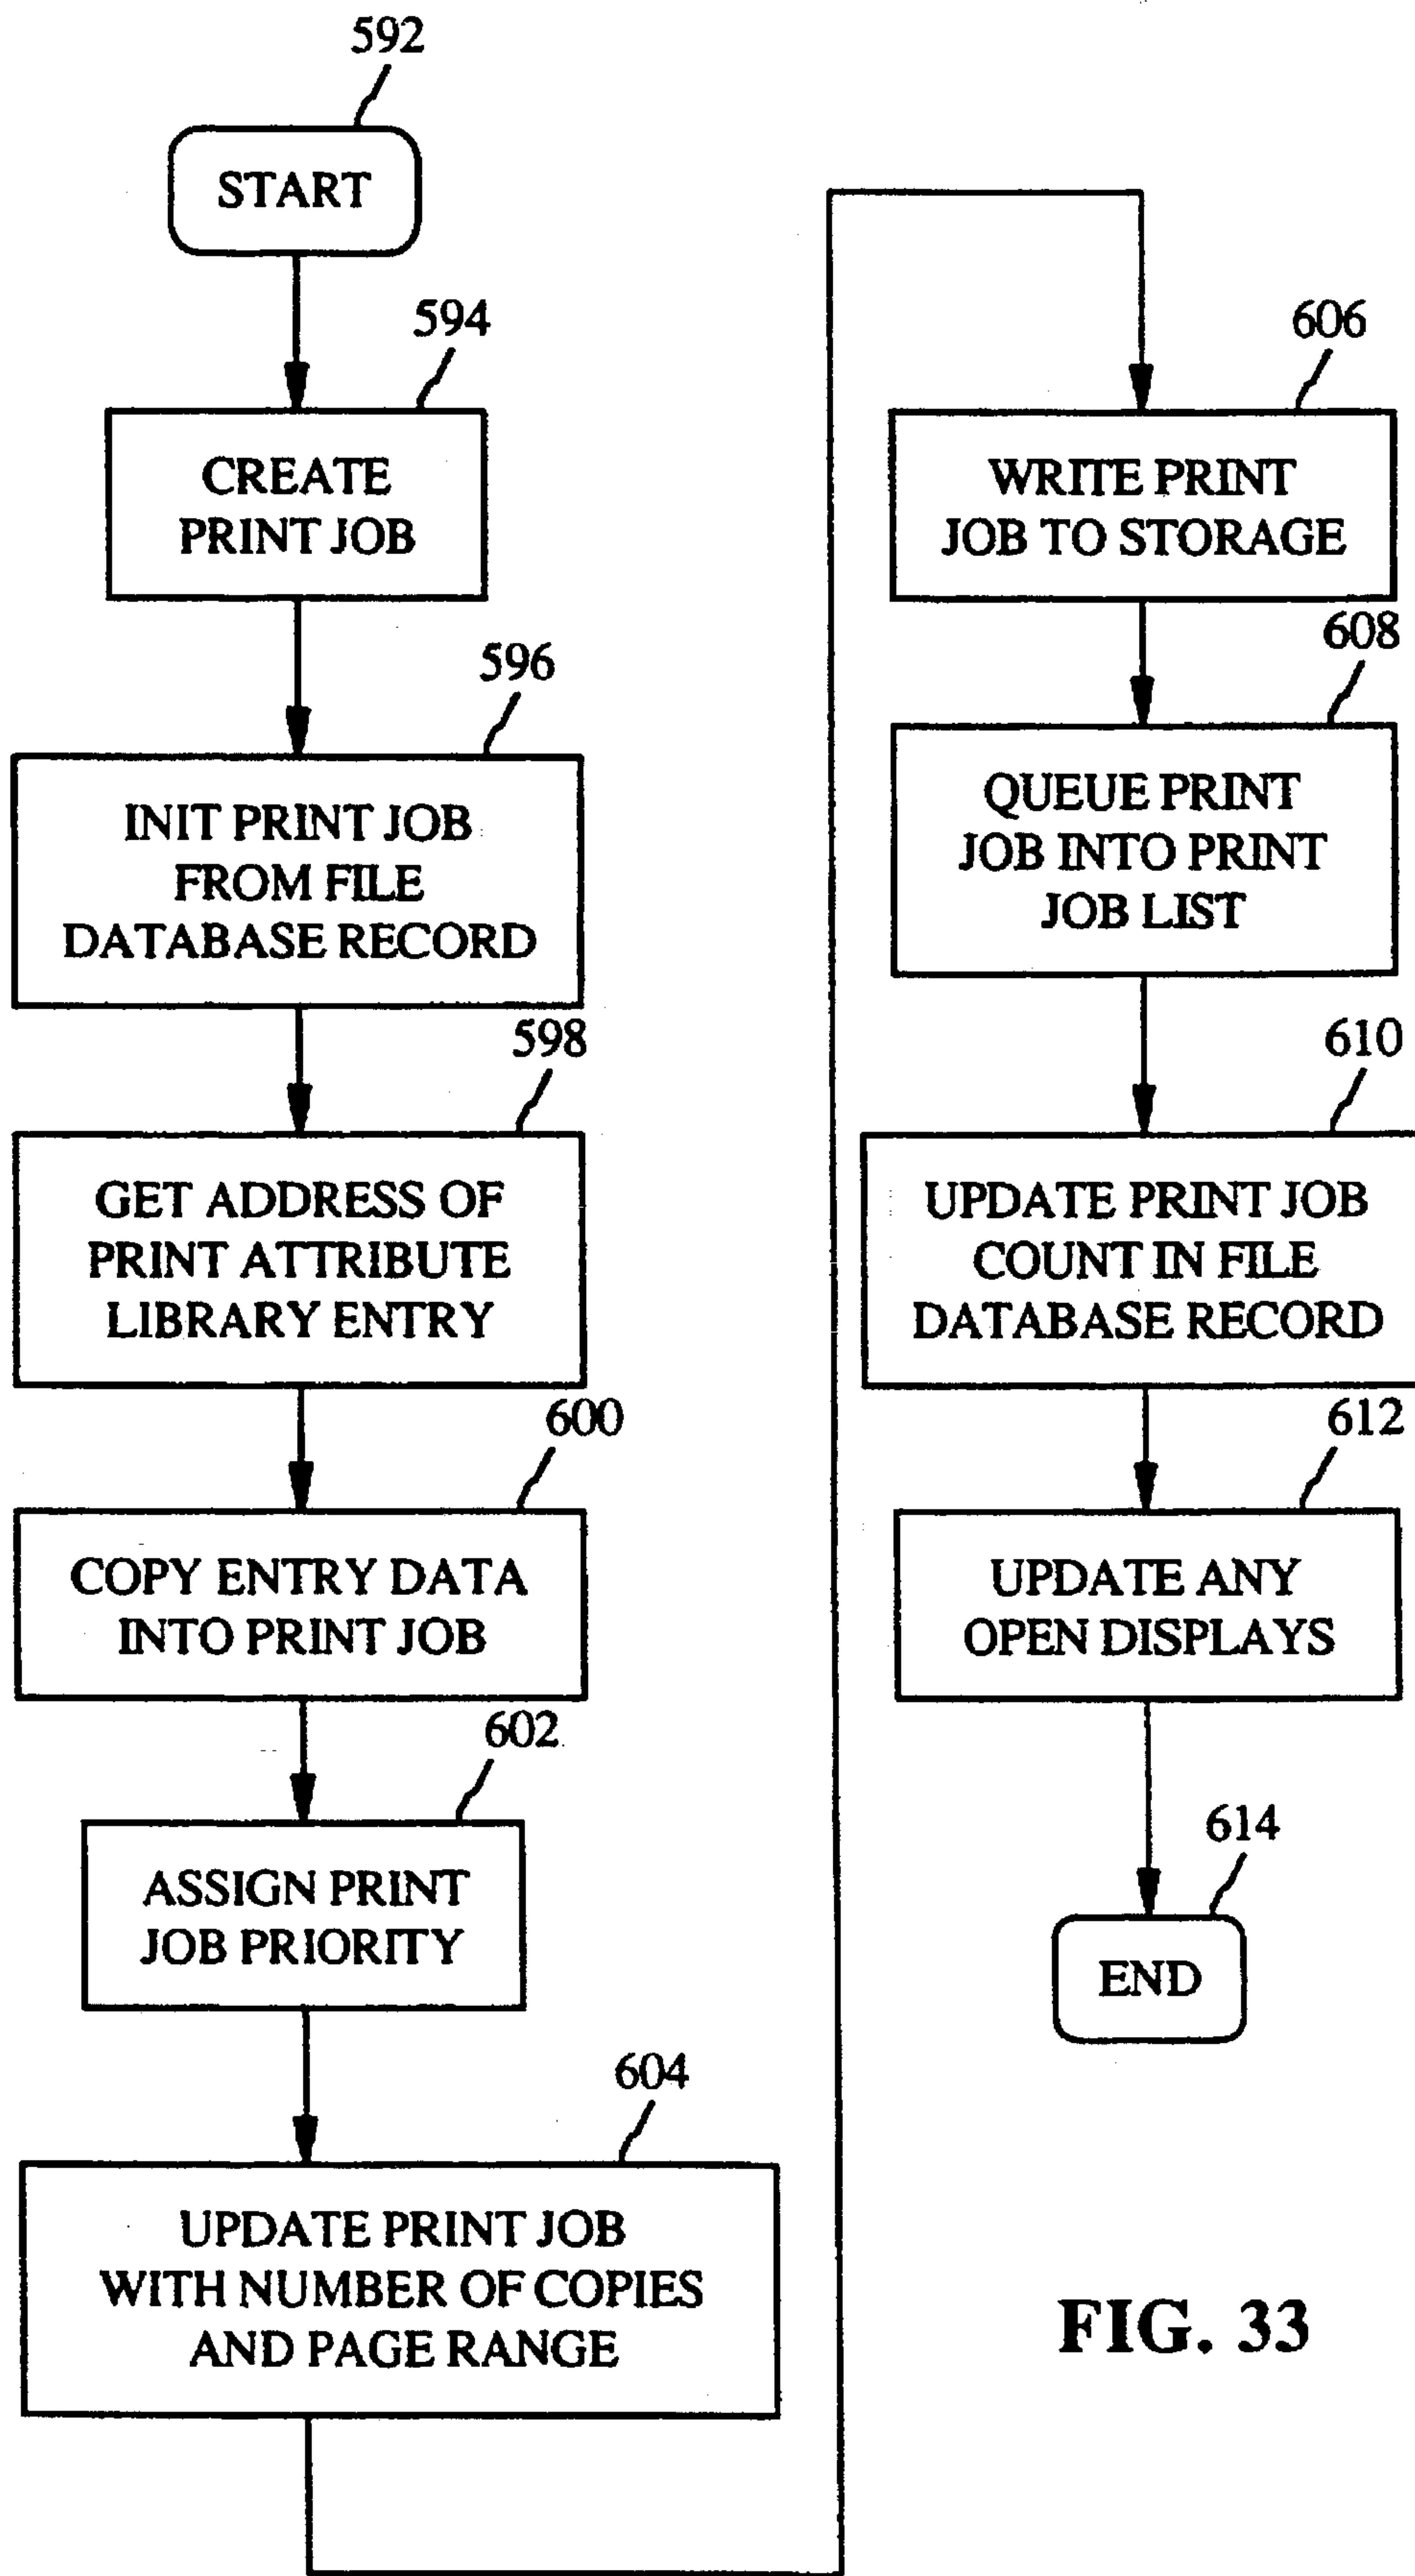 592
START
594
CREATE
PRINT JOB
596
INIT PRINT JOB
FROM FILE
DATABASE RECORD
598
GET ADDRESS OF
PRINT ATTRIBUTE
LIBRARY ENTRY
600
COPY ENTRY DATA
INTO PRINT JOB
602
ASSIGN PRINT
JOB PRIORITY
604
UPDATE PRINT JOB
WITH NUMBER OF COPIES
AND PAGE RANGE
606
WRITE PRINT
JOB TO STORAGE
608
QUEUE PRINT
JOB INTO PRINT
JOB LIST
610
UPDATE PRINT JOB
COUNT IN FILE
DATABASE RECORD
612
UPDATE ANY
OPEN DISPLAYS
614
END
FIG. 33